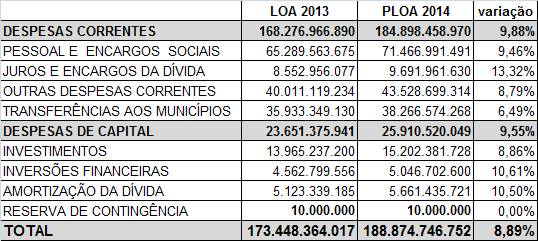 LOA 2013 PLOA 2014 variação
DESPESAS CORRENTES 168.276.966.890 184.898.458.970 9,88%
PESSOAL E ENCARGOS SOCIAIS 65.289.563.675 71.466.991.491 9,46%
JUROS E ENCARGOS DA DÍVIDA 8.552.956.077 9.691.961.630 13,32%
OUTRAS DESPESAS CORRENTES 40.011.119.234 43.528.699.314 8,79%
TRANSFERÊNCIAS AOS MUNICÍPIOS 35.933.349.130 38.266.574.268 6,49%
DESPESAS DE CAPITAL 23.651.375.941 25.910.520.049 9,55%
INVESTIMENTOS 13.965.237.200 15.202.381.728 8,86%
INVERSÕES FINANCEIRAS 4.562.799.556 5.046.702.600 10,61%
AMORTIZAÇÃO DA DÍVIDA 5.123.339.185 5.661.435.721 10,50%
RESERVA DE CONTINGÊNCIA 10.000.000 10.000.000 0,00%
TOTAL 173.448.364.017 188.874.746.752 8,89%